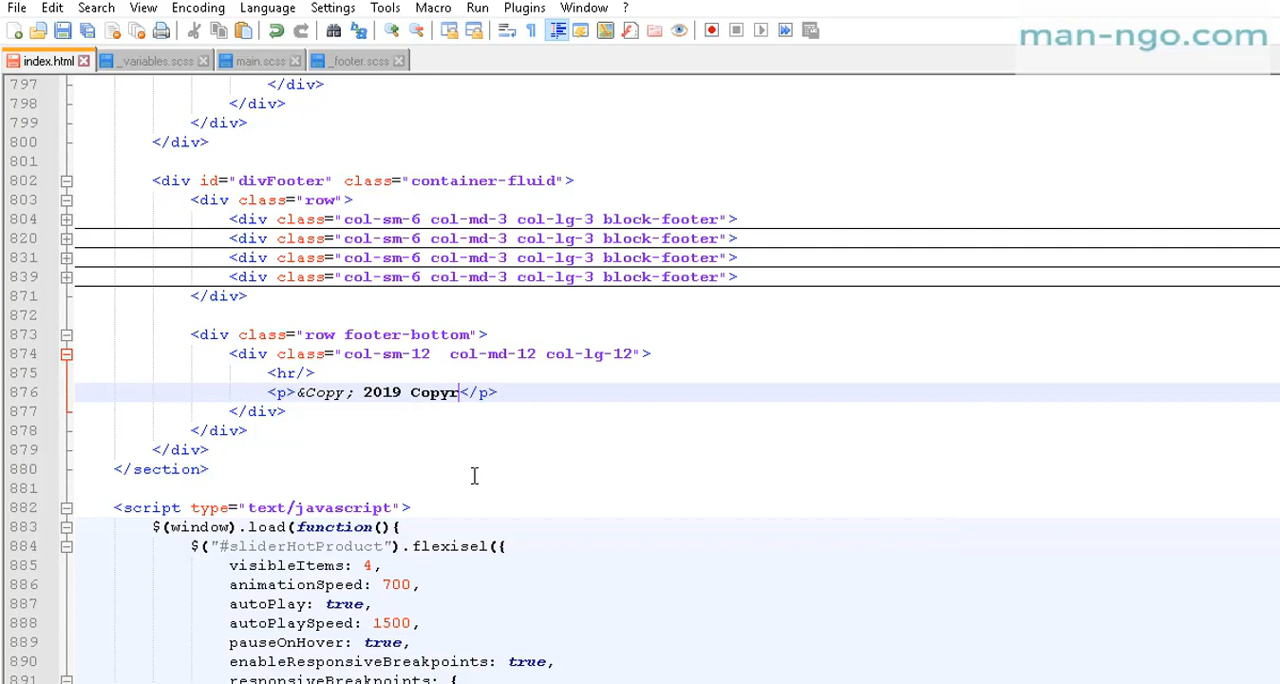 File Edit Search View Encoding Language Settings Tools Macro Run Plugins Window ?
man-ngo.com
index.html _variables.scss main.scss _footer.scss
797 </div>
798 </div>
799 </div>
800 </div>
801
802 <div id="divFooter" class="container-fluid">
803 <div class="row">
804 <div class="col-sm-6 col-md-3 col-lg-3 block-footer">
820 <div class="col-sm-6 col-md-3 col-lg-3 block-footer">
831 <div class="col-sm-6 col-md-3 col-lg-3 block-footer">
839 <div class="col-sm-6 col-md-3 col-lg-3 block-footer">
871 </div>
872
873 <div class="row footer-bottom">
874 <div class="col-sm-12  col-md-12 col-lg-12">
875 <hr/>
876 <p>&Copy; 2019 Copyr</p>
877 </div>
878 </div>
879 </div>
880 </section>
881
882 <script type="text/javascript">
883 $(window).load(function(){
884 $("#sliderHotProduct").flexisel({
885 visibleItems: 4,
886 animationSpeed: 700,
887 autoPlay: true,
888 autoPlaySpeed: 1500,
889 pauseOnHover: true,
890 enableResponsiveBreakpoints: true,
891 responsiveBreakpoints: {